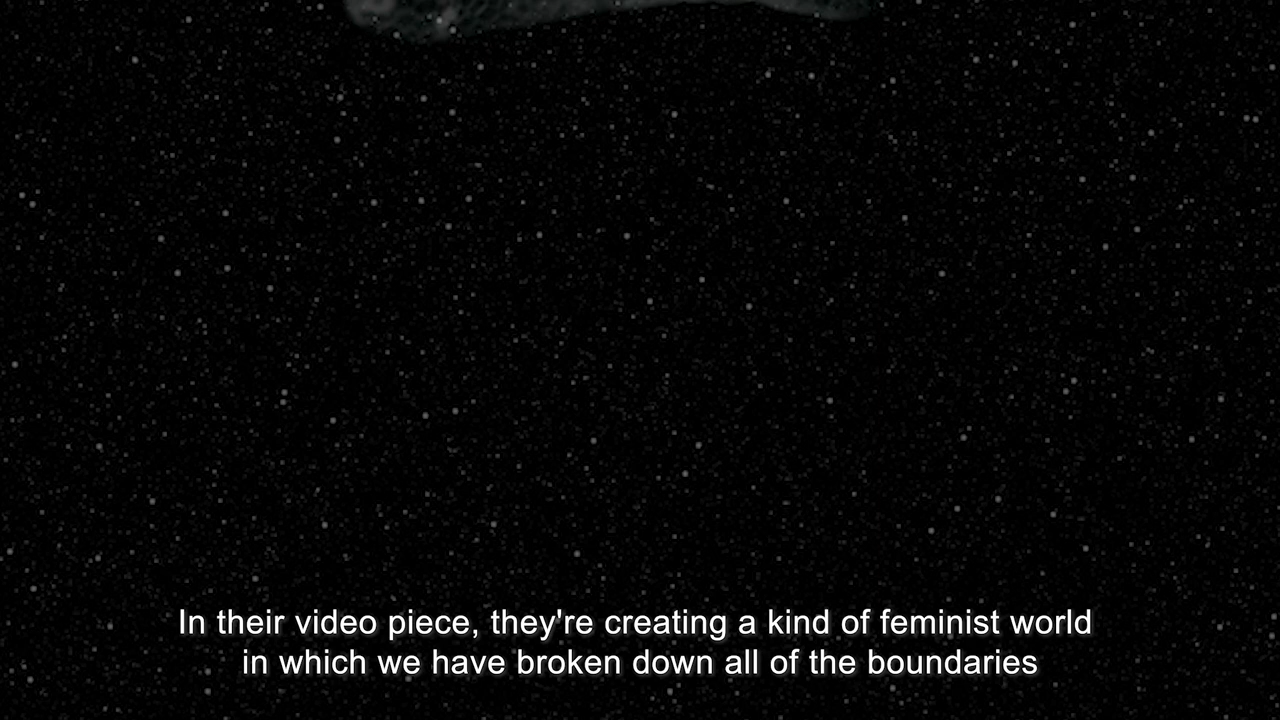 In their video piece, they're creating a kind of feminist world
in which we have broken down all of the boundaries